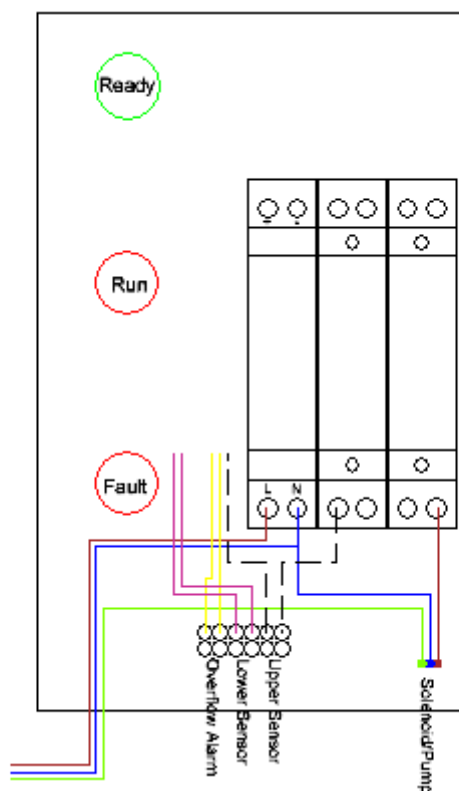 Ready
Run
Fault
L N
Overflow Alarm
Lower Sensor
Upper Sensor
Solenoid/Pump